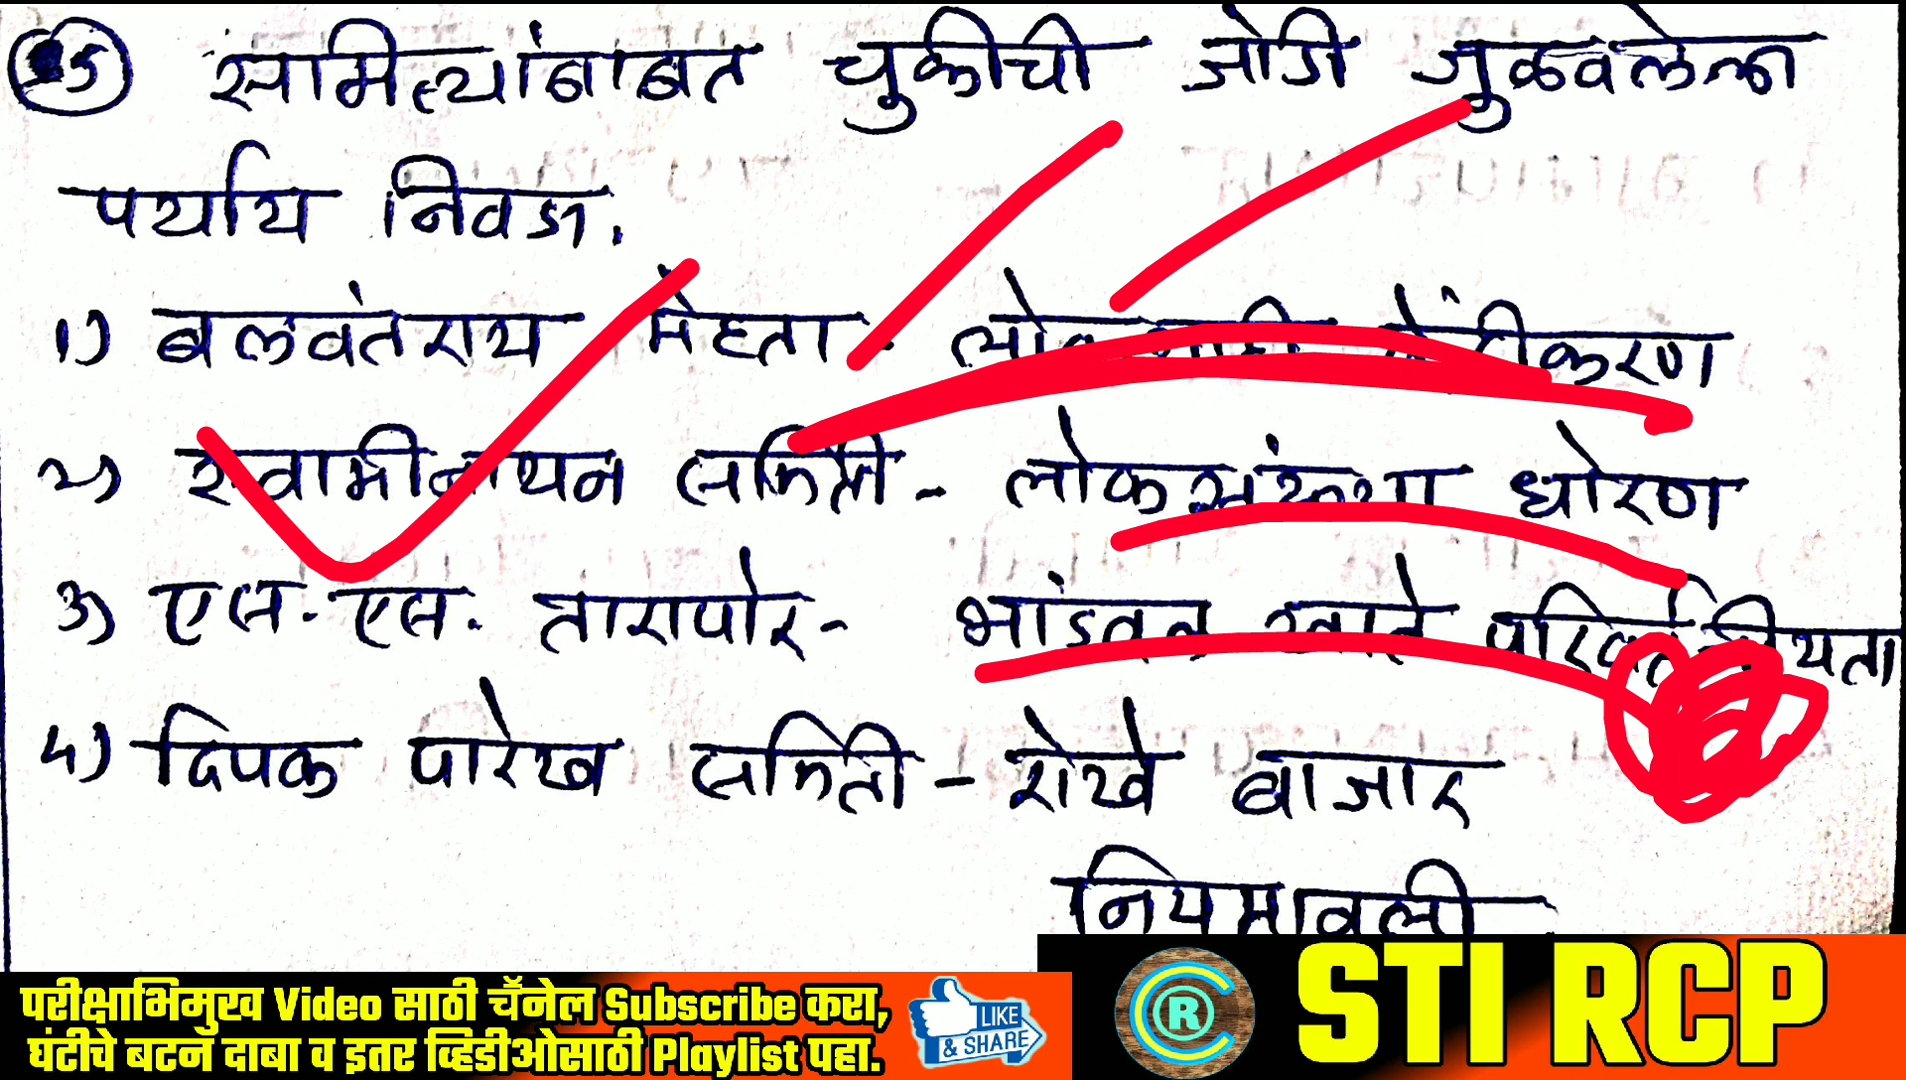 ५ समित्यांबाबत चुकीची जोडी जुळवलेला
पर्याय निवडा.
१) बलवंतराय मेहता - विकेंद्रीकरण
२) स्वामीनाथन समिती - लोकसंख्या धोरण
३) एस. एस. तारापोर - भांडवल खाते परिवर्तनीयता
४) दिपक पारेख समिती - रोखे बाजार
नियमावली
परीक्षाभिमुख Video साठी चॅनेल Subscribe करा,
घंटीचे बटन दाबा व इतर व्हिडीओसाठी Playlist पहा.
LIKE
& SHARE
C R
STI RCP